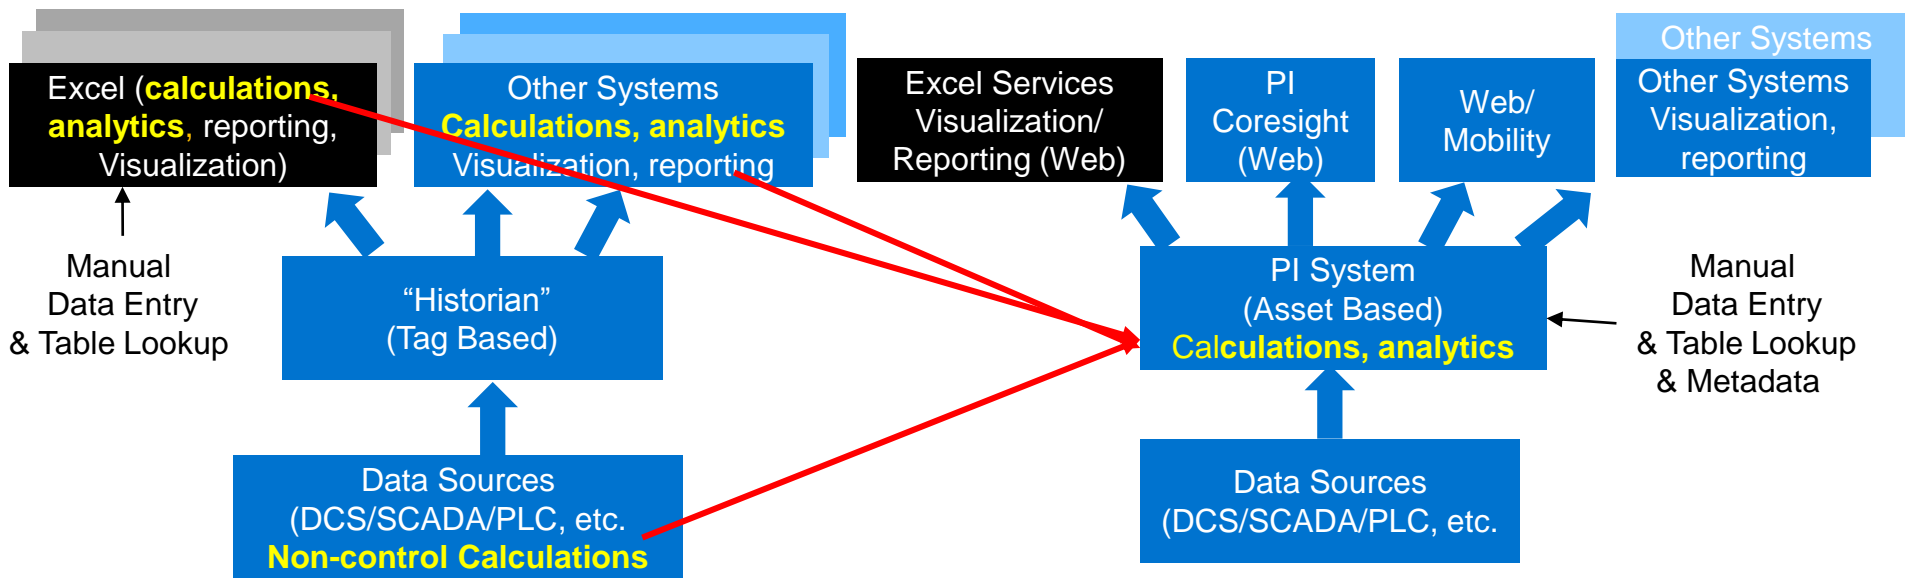 Excel (calculations,
analytics, reporting,
Visualization)
Other Systems
Calculations, analytics
Visualization, reporting
Excel Services
Visualization/
Reporting (Web)
PI
Coresight
(Web)
Web/
Mobility
Other Systems
Other Systems
Visualization,
reporting
Manual
Data Entry
& Table Lookup
“Historian”
(Tag Based)
PI System
(Asset Based)
Calculations, analytics
Manual
Data Entry
& Table Lookup
& Metadata
Data Sources
(DCS/SCADA/PLC, etc.
Non-control Calculations
Data Sources
(DCS/SCADA/PLC, etc.